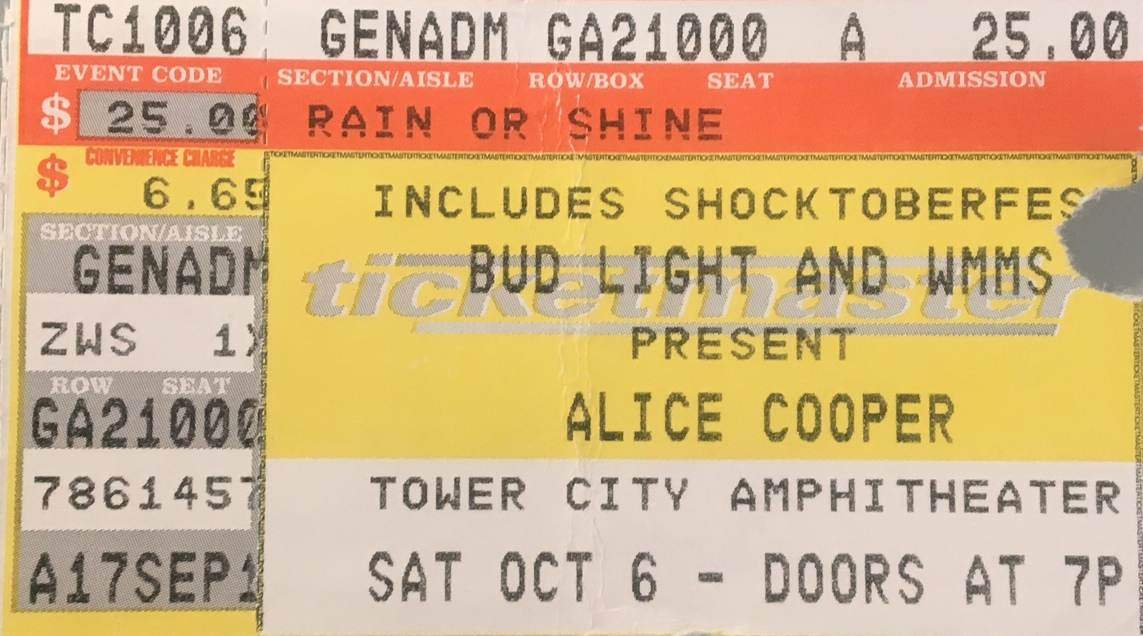 TC1006 GENADM GA21000 A 25.00
EVENT CODE SECTION/AISLE ROW/BOX SEAT ADMISSION
$ 25.00 RAIN OR SHINE
CONVENIENCE CHARGE
$ 6.65 INCLUDES SHOCKTOBERFES
SECTION/AISLE
GENADM BUD LIGHT AND WMMS
ticketmaster
ZWS 1X PRESENT
ROW SEAT
GA21000 ALICE COOPER
7861457 TOWER CITY AMPHITHEATER
A17SEP1 SAT OCT 6 - DOORS AT 7P